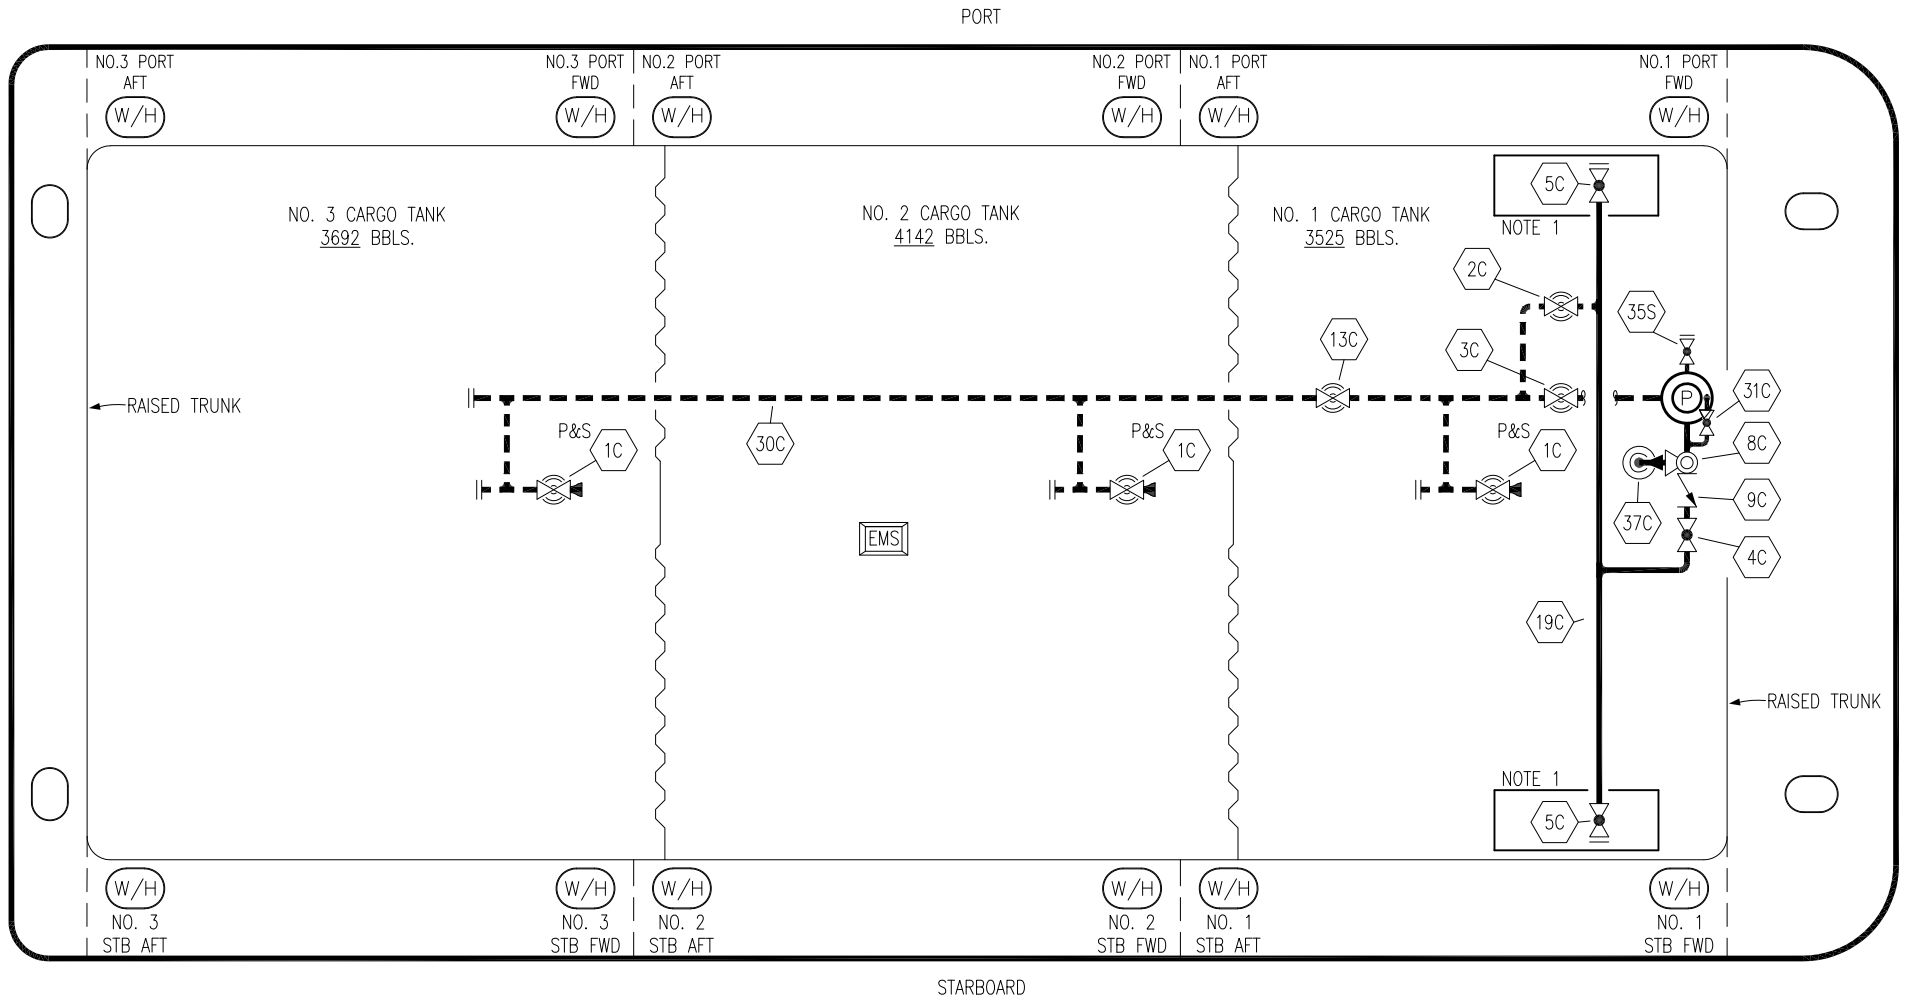 PORT
NO.3 PORT
AFT
W/H
NO.3 PORT
FWD
W/H
NO.2 PORT
AFT
W/H
NO.2 PORT
FWD
W/H
NO.1 PORT
AFT
W/H
NO.1 PORT
FWD
W/H
NO. 3 CARGO TANK
3692 BBLS.
NO. 2 CARGO TANK
4142 BBLS.
NO. 1 CARGO TANK
3525 BBLS.
5C
NOTE 1
2C
35S
13C
3C
RAISED TRUNK
P
31C
P&S
1C
30C
P&S
1C
P&S
1C
8C
9C
37C
EMS
4C
19C
RAISED TRUNK
NOTE 1
5C
W/H
NO. 3
STB AFT
W/H
NO. 3
STB FWD
W/H
NO. 2
STB AFT
W/H
NO. 2
STB FWD
W/H
NO. 1
STB AFT
W/H
NO. 1
STB FWD
STARBOARD